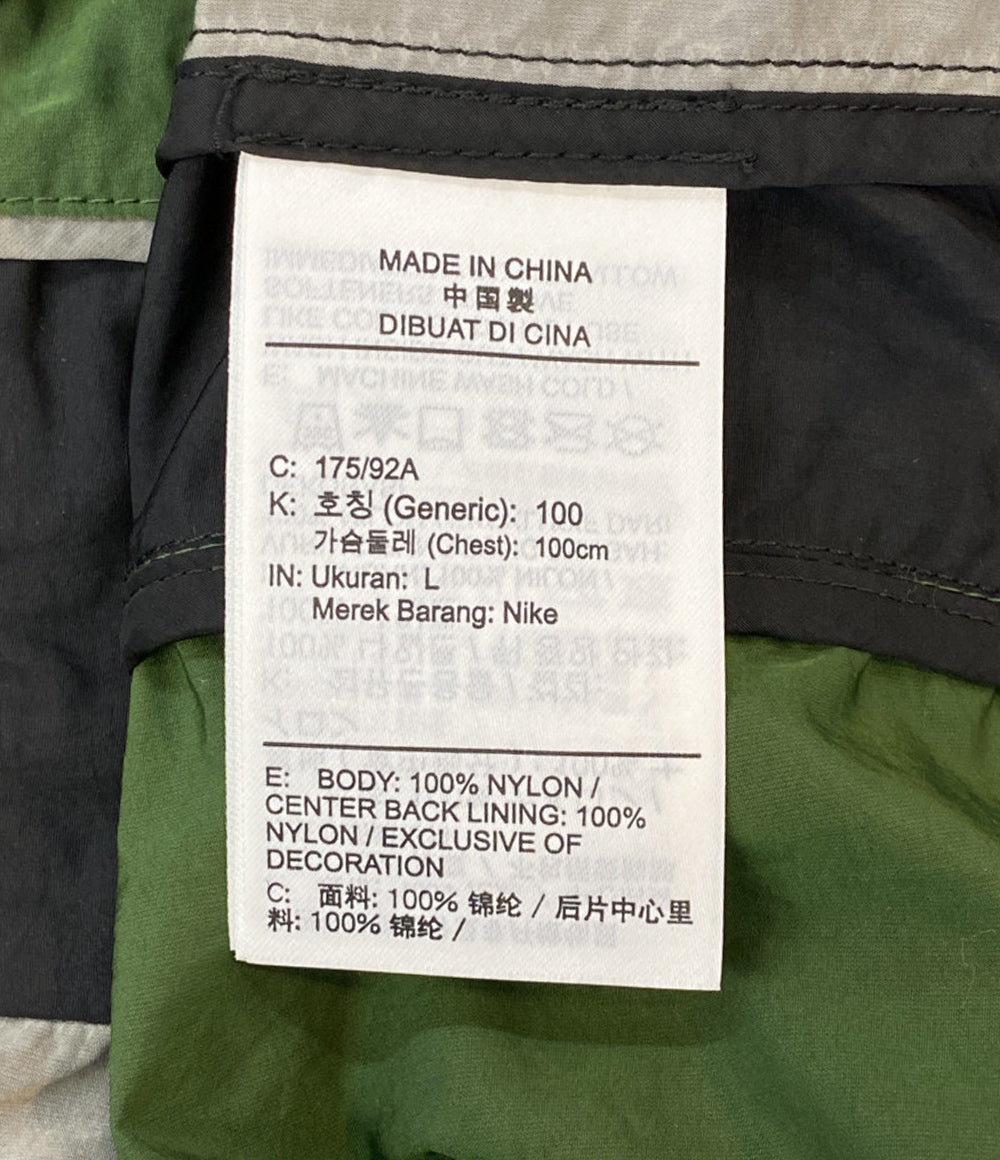 MADE IN CHINA
中国製
DIBUAT DI CINA
C: 175/92A
K: 호칭 (Generic): 100
가슴둘레 (Chest): 100cm
IN: Ukuran: L
Merek Barang: Nike
E: BODY: 100% NYLON /
CENTER BACK LINING: 100%
NYLON / EXCLUSIVE OF
DECORATION
C: 面料: 100% 锦纶 / 后片中心里
料: 100% 锦纶 /